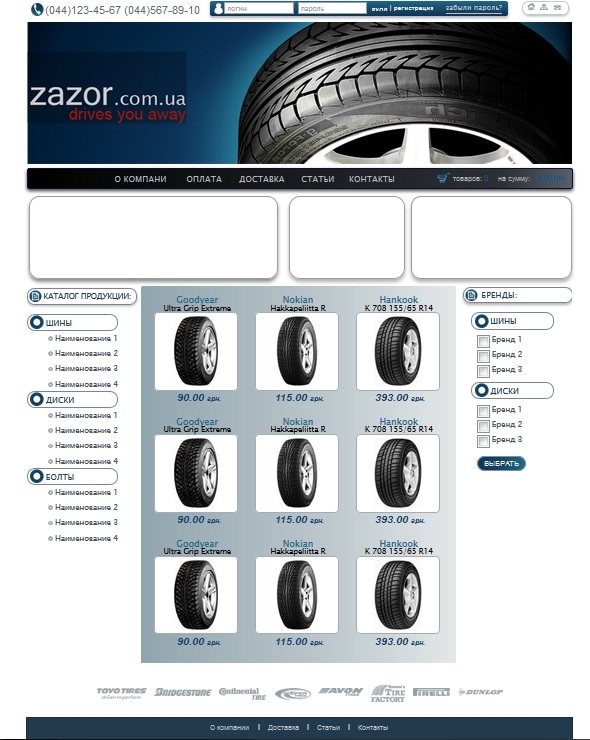 (044)123-45-67 (044)567-89-10
логин
пароль
вход | регистрация
забыли пароль?
zazor.com.ua
drives you away
О КОМПАНИ ОПЛАТА ДОСТАВКА СТАТЬИ КОНТАКТЫ
товаров: 0 на сумму:
КАТАЛОГ ПРОДУКЦИИ:
ШИНЫ
Наименование 1
Наименование 2
Наименование 3
Наименование 4
ДИСКИ
Наименование 1
Наименование 2
Наименование 3
Наименование 4
БОЛТЫ
Наименование 1
Наименование 2
Наименование 3
Наименование 4
Goodyear Nokian Hankook
Ultra Grip Extreme Hakkapeliitta R K 708 155/65 R14
90.00 грн. 115.00 грн. 393.00 грн.
Goodyear Nokian Hankook
Ultra Grip Extreme Hakkapeliitta R K 708 155/65 R14
90.00 грн. 115.00 грн. 393.00 грн.
Goodyear Nokian Hankook
Ultra Grip Extreme Hakkapeliitta R K 708 155/65 R14
90.00 грн. 115.00 грн. 393.00 грн.
БРЕНДЫ:
ШИНЫ
Бренд 1
Бренд 2
Бренд 3
ДИСКИ
Бренд 1
Бренд 2
Бренд 3
ВЫБРАТЬ
TOYO TIRES
BRIDGESTONE
Continental TIRE
AVON
TIRE FACTORY
PIRELLI
DUNLOP
О компании | Доставка | Статьи | Контакты